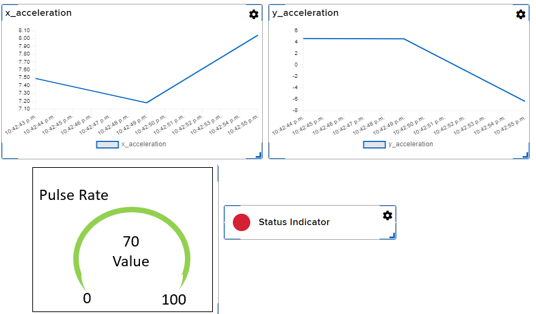 x_acceleration
8.10
8.00
7.90
7.80
7.70
7.60
7.50
7.40
7.30
7.20
7.10
10:42:43 p.m.
10:42:44 p.m.
10:42:45 p.m.
10:42:46 p.m.
10:42:47 p.m.
10:42:48 p.m.
10:42:49 p.m.
10:42:50 p.m.
10:42:51 p.m.
10:42:52 p.m.
10:42:53 p.m.
10:42:54 p.m.
10:42:55 p.m.
x_acceleration
y_acceleration
6
4
2
0
-2
-4
-6
-8
10:42:44 p.m.
10:42:45 p.m.
10:42:46 p.m.
10:42:47 p.m.
10:42:48 p.m.
10:42:49 p.m.
10:42:50 p.m.
10:42:51 p.m.
10:42:52 p.m.
10:42:53 p.m.
10:42:54 p.m.
10:42:55 p.m.
y_acceleration
Pulse Rate
70
Value
0 100
Status Indicator